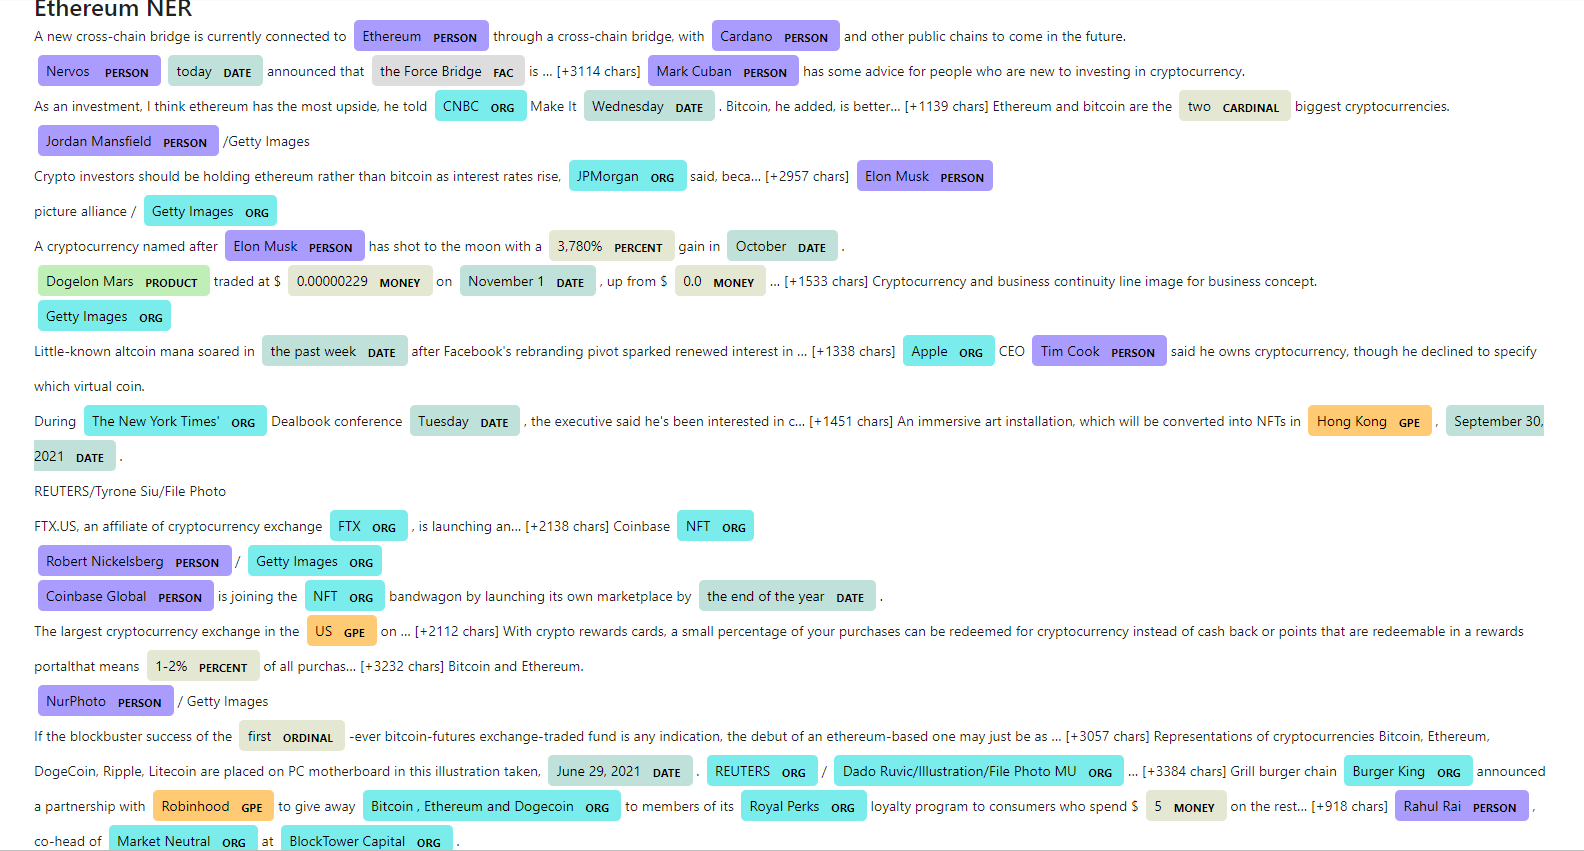 Ethereum NER
A new cross-chain bridge is currently connected to Ethereum PERSON through a cross-chain bridge, with Cardano PERSON and other public chains to come in the future.
Nervos PERSON today DATE announced that the Force Bridge FAC is ... [+3114 chars] Mark Cuban PERSON has some advice for people who are new to investing in cryptocurrency.
As an investment, I think ethereum has the most upside, he told CNBC ORG Make It Wednesday DATE . Bitcoin, he added, is better... [+1139 chars] Ethereum and bitcoin are the two CARDINAL biggest cryptocurrencies.
Jordan Mansfield PERSON /Getty Images
Crypto investors should be holding ethereum rather than bitcoin as interest rates rise, JPMorgan ORG said, beca... [+2957 chars] Elon Musk PERSON
picture alliance / Getty Images ORG
A cryptocurrency named after Elon Musk PERSON has shot to the moon with a 3,780% PERCENT gain in October DATE .
Dogelon Mars PRODUCT traded at $ 0.00000229 MONEY on November 1 DATE , up from $ 0.0 MONEY ... [+1533 chars] Cryptocurrency and business continuity line image for business concept.
Getty Images ORG
Little-known altcoin mana soared in the past week DATE after Facebook's rebranding pivot sparked renewed interest in ... [+1338 chars] Apple ORG CEO Tim Cook PERSON said he owns cryptocurrency, though he declined to specify
which virtual coin.
During The New York Times' ORG Dealbook conference Tuesday DATE , the executive said he's been interested in c... [+1451 chars] An immersive art installation, which will be converted into NFTs in Hong Kong GPE , September 30,
2021 DATE .
REUTERS/Tyrone Siu/File Photo
FTX.US, an affiliate of cryptocurrency exchange FTX ORG , is launching an... [+2138 chars] Coinbase NFT ORG
Robert Nickelsberg PERSON / Getty Images ORG
Coinbase Global PERSON is joining the NFT ORG bandwagon by launching its own marketplace by the end of the year DATE .
The largest cryptocurrency exchange in the US GPE on ... [+2112 chars] With crypto rewards cards, a small percentage of your purchases can be redeemed for cryptocurrency instead of cash back or points that are redeemable in a rewards
portalthat means 1-2% PERCENT of all purchas... [+3232 chars] Bitcoin and Ethereum.
NurPhoto PERSON / Getty Images
If the blockbuster success of the first ORDINAL -ever bitcoin-futures exchange-traded fund is any indication, the debut of an ethereum-based one may just be as ... [+3057 chars] Representations of cryptocurrencies Bitcoin, Ethereum,
DogeCoin, Ripple, Litecoin are placed on PC motherboard in this illustration taken, June 29, 2021 DATE . REUTERS ORG / Dado Ruvic/Illustration/File Photo MU ORG ... [+3384 chars] Grill burger chain Burger King ORG announced
a partnership with Robinhood GPE to give away Bitcoin , Ethereum and Dogecoin ORG to members of its Royal Perks ORG loyalty program to consumers who spend $ 5 MONEY on the rest... [+918 chars] Rahul Rai PERSON ,
co-head of Market Neutral ORG at BlockTower Capital ORG .